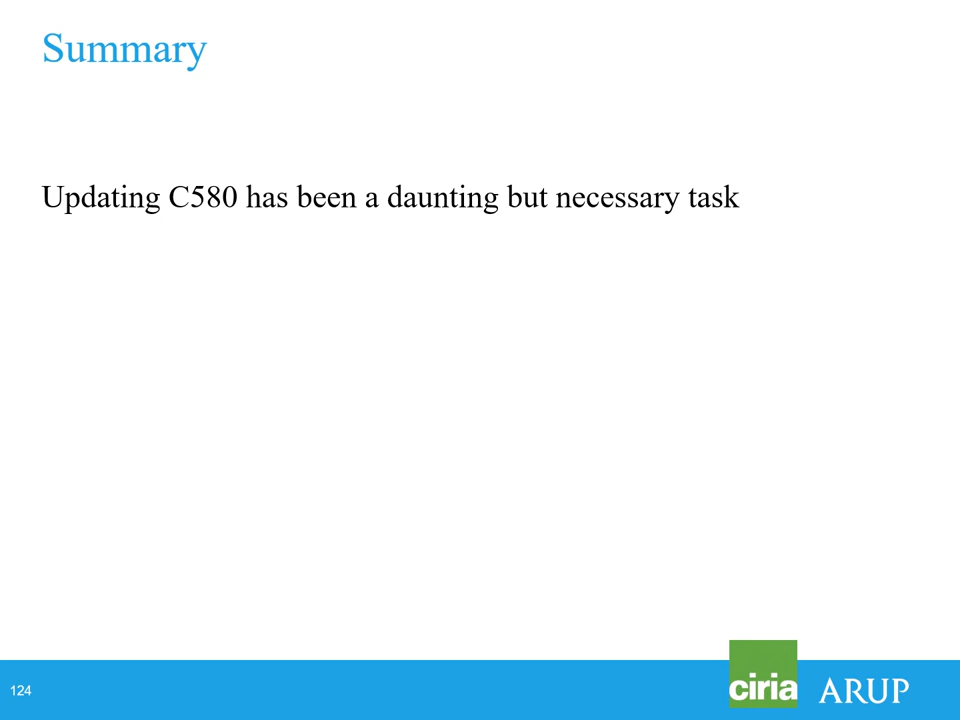 Summary
Updating C580 has been a daunting but necessary task
124
ciria
ARUP